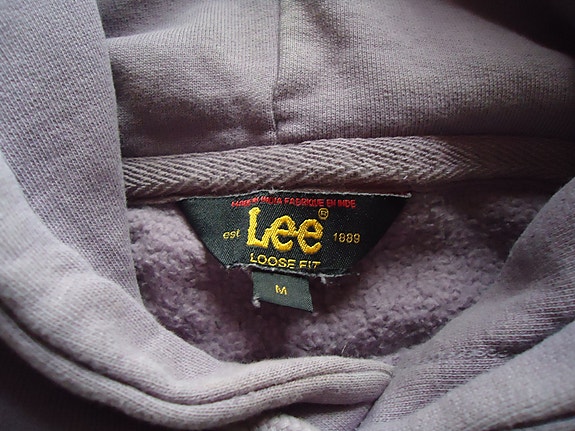 MADE IN INDIA FABRIQUE EN INDE
Lee®
est 1889
LOOSE FIT
M